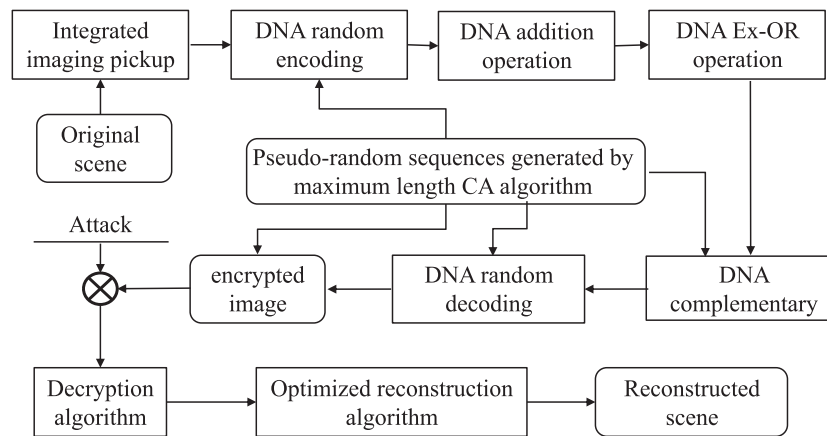 Integrated
imaging pickup
DNA random
encoding
DNA addition
operation
DNA Ex-OR
operation
Original
scene
Pseudo-random sequences generated by
maximum length CA algorithm
Attack
encrypted
image
DNA random
decoding
DNA
complementary
Decryption
algorithm
Optimized reconstruction
algorithm
Reconstructed
scene